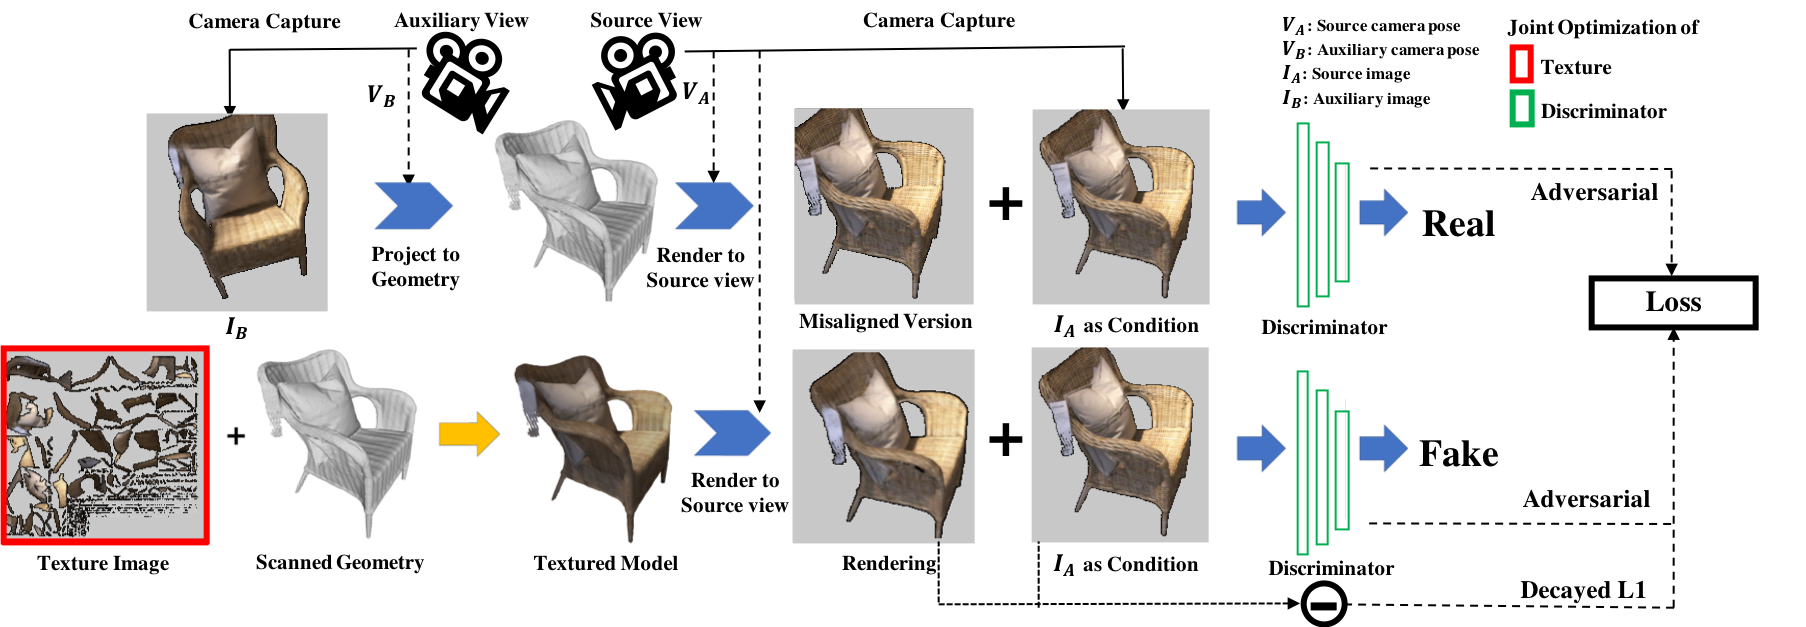 Camera Capture
Auxiliary View
Source View
Camera Capture
V_A: Source camera pose
V_B: Auxiliary camera pose
I_A: Source image
I_B: Auxiliary image
Joint Optimization of
Texture
Discriminator
V_B
V_A
Project to
Geometry
Render to
Source view
I_B
Misaligned Version
+
I_A as Condition
Discriminator
Real
Adversarial
Loss
Texture Image
+
Scanned Geometry
Textured Model
Render to
Source view
Rendering
+
I_A as Condition
Discriminator
Fake
Adversarial
Decayed L1